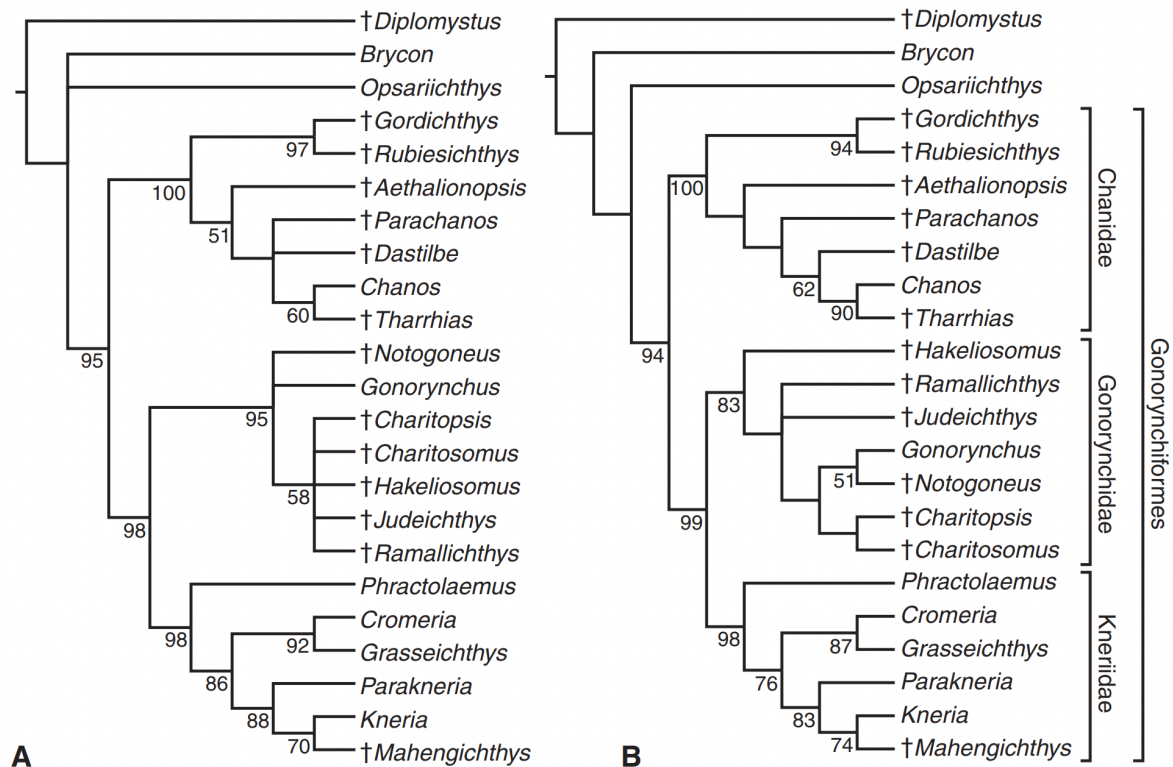 †Diplomystus
Brycon
Opsariichthys
†Gordichthys
97
†Rubiesichthys
100
†Aethalionopsis
51
†Parachanos
†Dastilbe
Chanos
60
†Tharrhias
95
†Notogoneus
Gonorynchus
95
†Charitopsis
†Charitosomus
58
†Hakeliosomus
†Judeichthys
98
†Ramallichthys
Phractolaemus
98
Cromeria
92
Grasseichthys
86
Parakneria
88
Kneria
70
†Mahengichthys
A
†Diplomystus
Brycon
Opsariichthys
†Gordichthys
94
†Rubiesichthys
100
†Aethalionopsis
†Parachanos
†Dastilbe
62
Chanos
90
†Tharrhias
94
†Hakeliosomus
83
†Ramallichthys
†Judeichthys
Gonorynchus
51
†Notogoneus
99
†Charitopsis
†Charitosomus
Phractolaemus
98
Cromeria
87
Grasseichthys
76
Parakneria
83
Kneria
74
†Mahengichthys
B
Chanidae
Gonorynchidae
Kneriidae
Gonorynchiformes